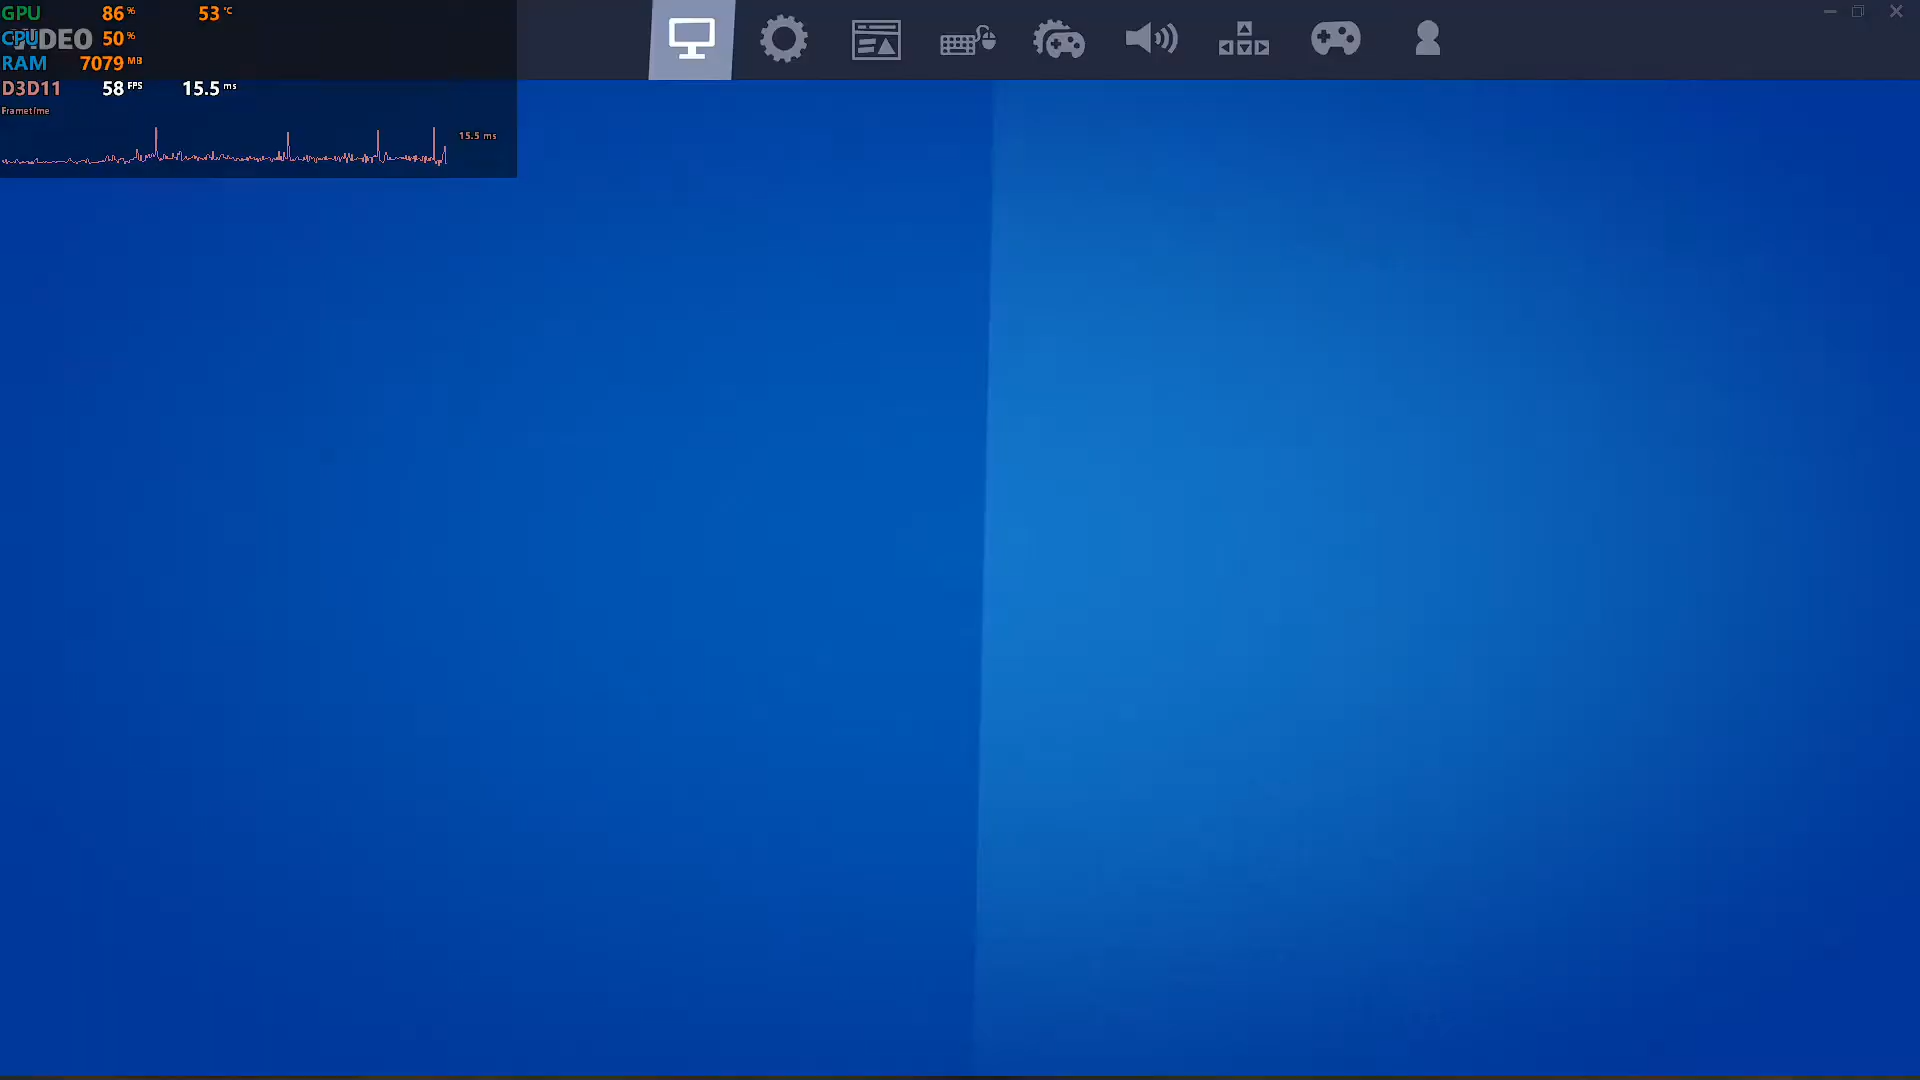 GPU 86 % 53 °C
CPU 50 %
VIDEO
RAM 7079 MB
D3D11 58 FPS 15.5 ms
Frametime
15.5 ms